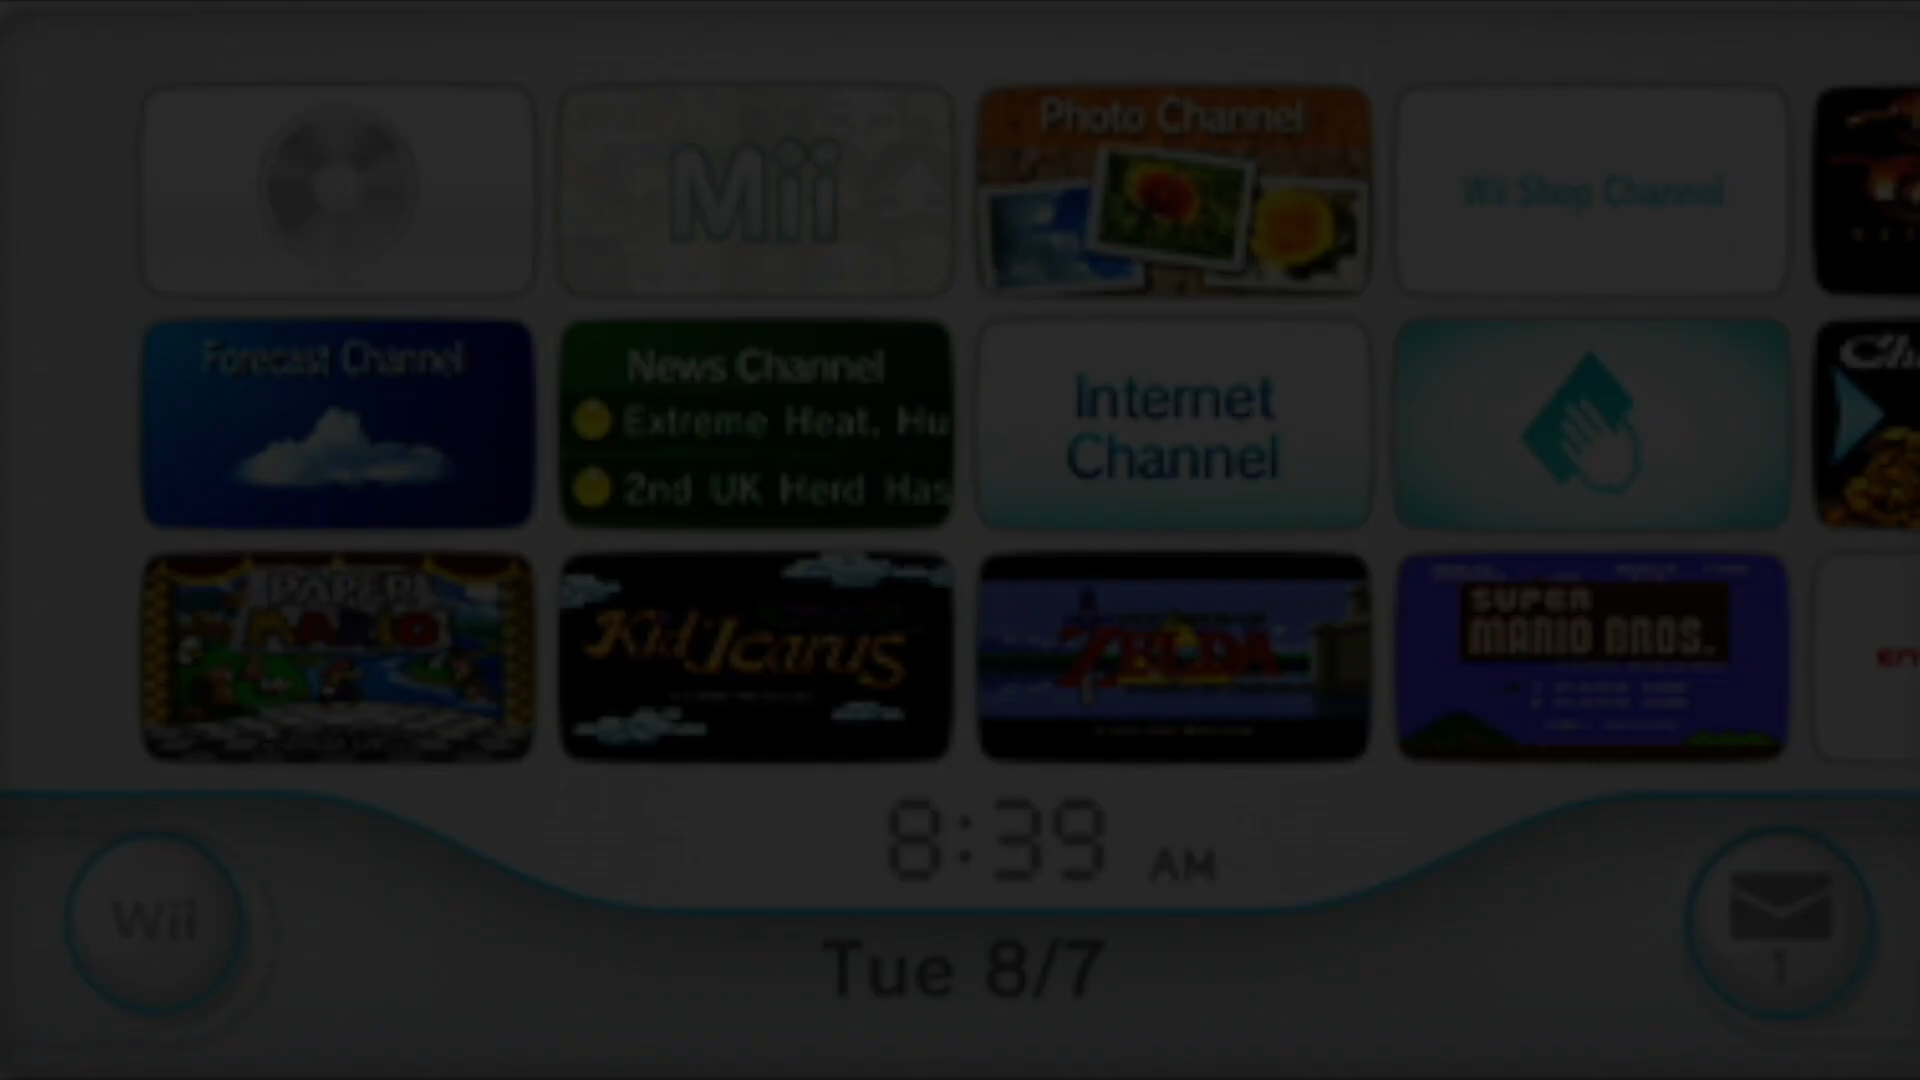 Mii
Photo Channel
Wii Shop Channel
Forecast Channel
News Channel
Extreme Heat, Hu
2nd UK Herd Has
Internet
Channel
PAPER
MARIO
Kid Icarus
ZELDA
SUPER
MARIO BROS.
8:39 AM
Wii
Tue 8/7
1